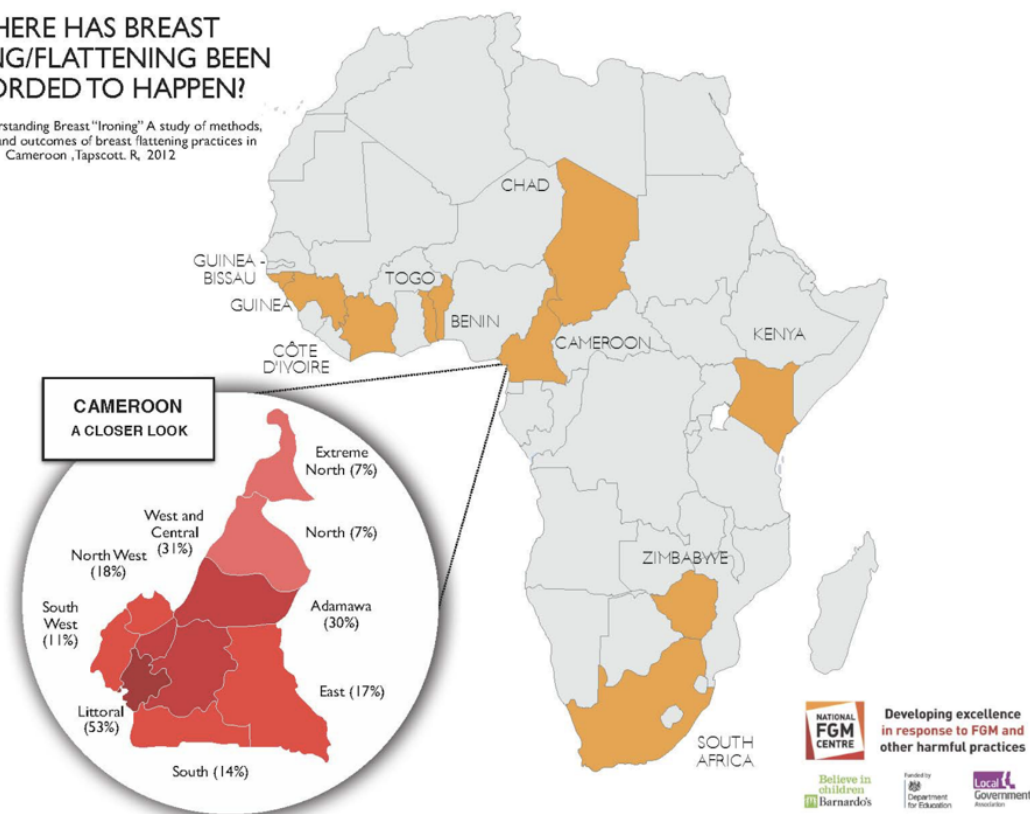 HERE HAS BREAST
NG/FLATTENING BEEN
ORDED TO HAPPEN?
rstanding Breast "Ironing" A study of methods,
and outcomes of breast flattening practices in
Cameroon ,Tapscott. R, 2012
CHAD
GUINEA -
BISSAU
TOGO
GUINEA
BENIN
CAMEROON
KENYA
CÔTE
D'IVOIRE
CAMEROON
A CLOSER LOOK
Extreme
North (7%)
West and
Central
(31%)
North (7%)
North West
(18%)
ZIMBABWE
South
West
(11%)
Adamawa
(30%)
East (17%)
Littoral
(53%)
South (14%)
SOUTH
AFRICA
NATIONAL
FGM
CENTRE
Developing excellence
in response to FGM and
other harmful practices
Believe in
children
Barnardo's
Funded by
Department
for Education
Local
Government
Association